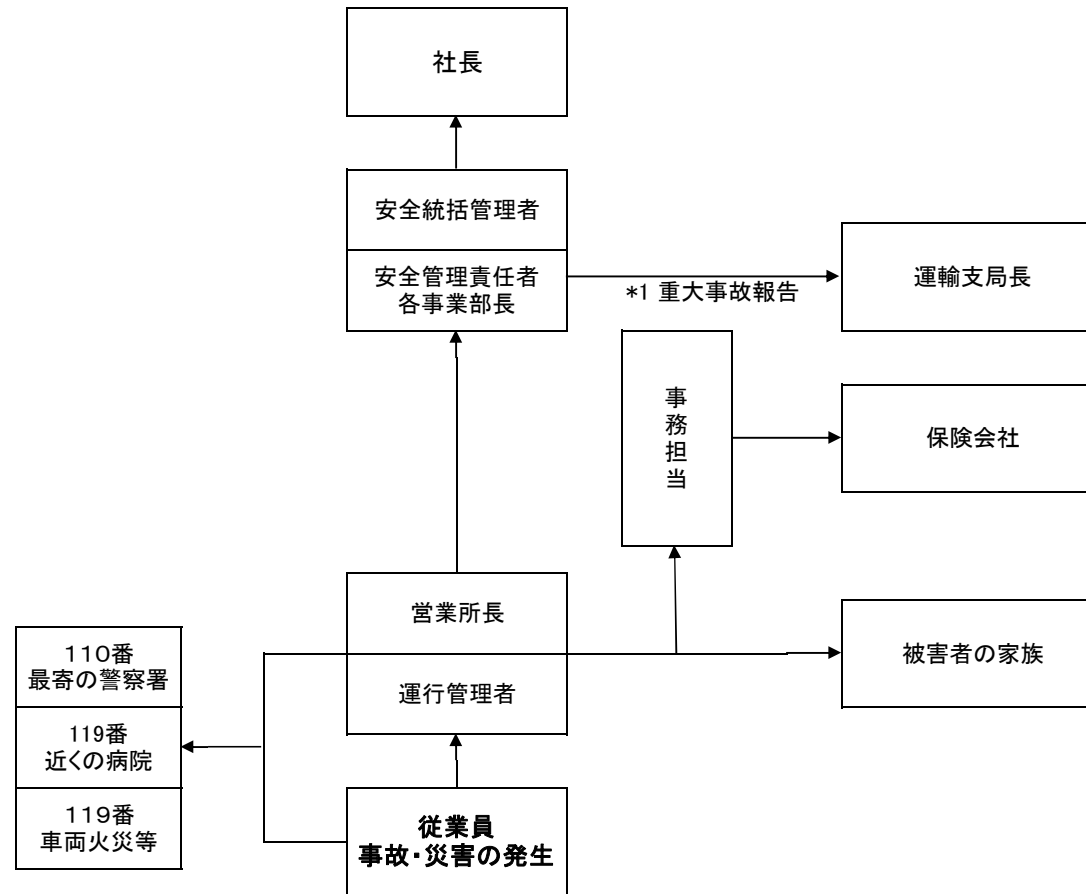 社長
安全統括管理者
安全管理責任者
各事業部長
*1 重大事故報告
運輸支局長
事務担当
保険会社
営業所長
運行管理者
被害者の家族
１１０番
最寄の警察署
119番
近くの病院
１１９番
車両火災等
従業員
事故・災害の発生